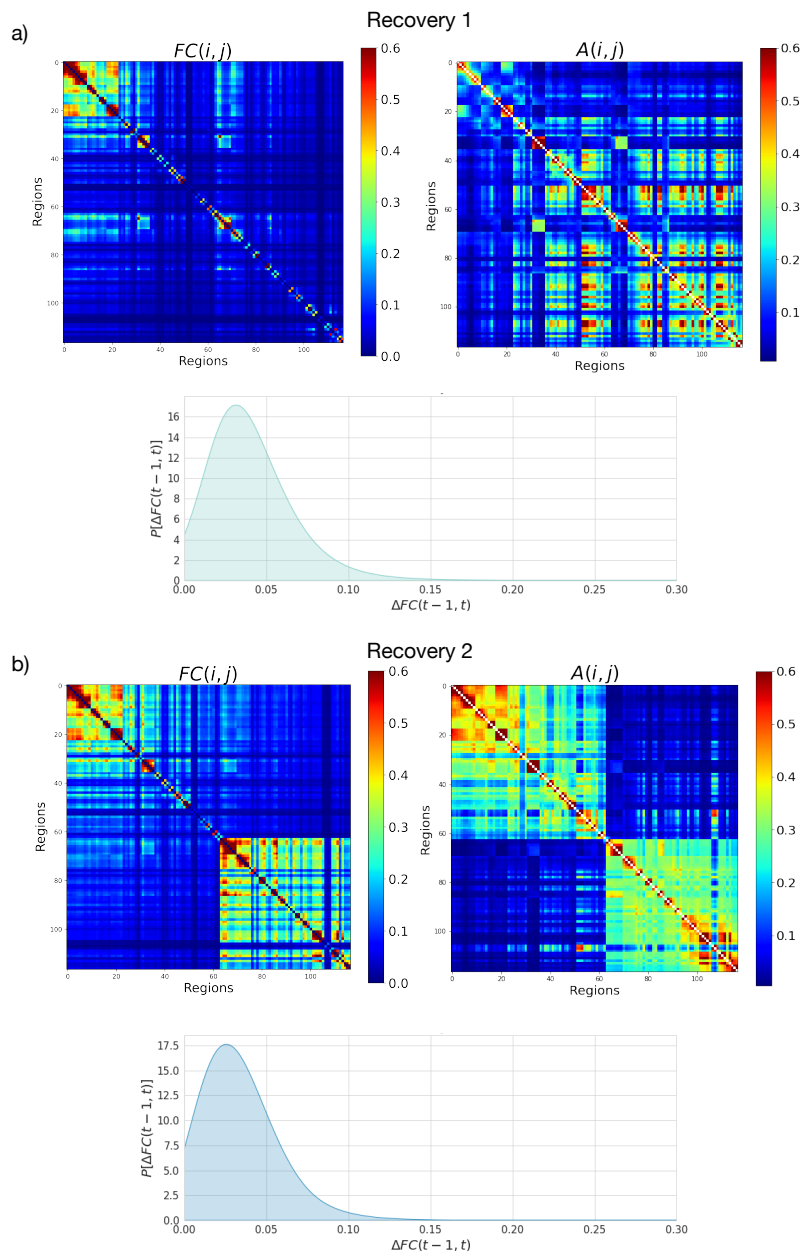 Recovery 1
a)
FC(i, j)
A(i, j)
0
20
40
60
80
100
Regions
0 20 40 60 80 100
Regions
0.6
0.5
0.4
0.3
0.2
0.1
0.0
0
20
40
60
80
100
Regions
0 20 40 60 80 100
Regions
0.6
0.5
0.4
0.3
0.2
0.1
16
14
12
10
8
6
4
2
0
P[ΔFC(t − 1, t)]
0.00 0.05 0.10 0.15 0.20 0.25 0.30
ΔFC(t − 1, t)
Recovery 2
b)
FC(i, j)
A(i, j)
0
20
40
60
80
100
Regions
0 20 40 60 80 100
Regions
0.6
0.5
0.4
0.3
0.2
0.1
0.0
0
20
40
60
80
100
Regions
0 20 40 60 80 100
Regions
0.6
0.5
0.4
0.3
0.2
0.1
17.5
15.0
12.5
10.0
7.5
5.0
2.5
0.0
P[ΔFC(t − 1, t)]
0.00 0.05 0.10 0.15 0.20 0.25 0.30
ΔFC(t − 1, t)